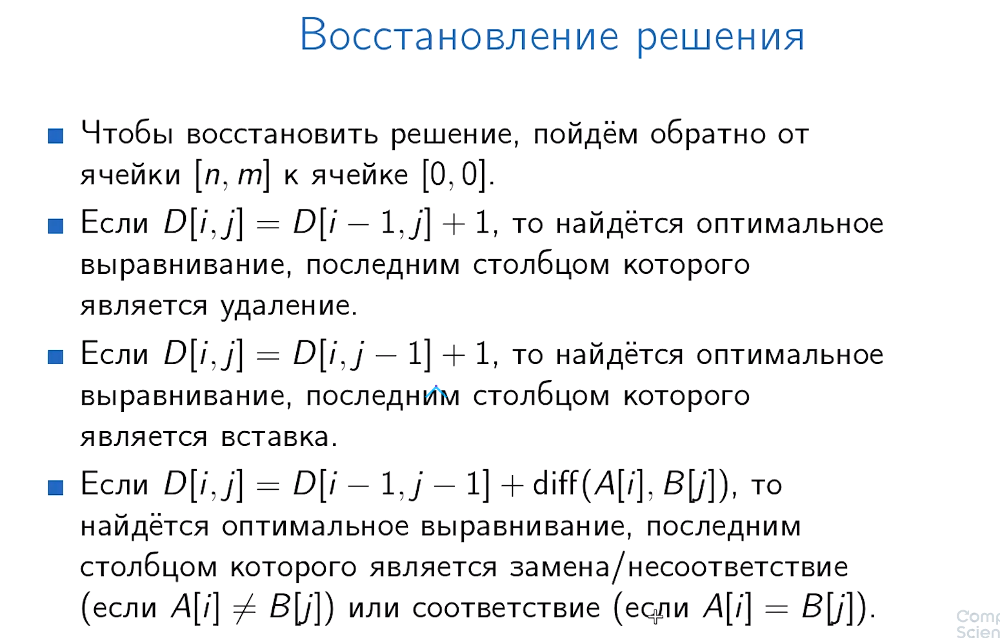 Восстановление решения
Чтобы восстановить решение, пойдём обратно от
ячейки [n, m] к ячейке [0, 0].
Если D[i, j] = D[i − 1, j] + 1, то найдётся оптимальное
выравнивание, последним столбцом которого
является удаление.
Если D[i, j] = D[i, j − 1] + 1, то найдётся оптимальное
выравнивание, последним столбцом которого
является вставка.
Если D[i, j] = D[i − 1, j − 1] + diff(A[i], B[j]), то
найдётся оптимальное выравнивание, последним
столбцом которого является замена/несоответствие
(если A[i] ≠ B[j]) или соответствие (если A[i] = B[j]).
Comp
Scien